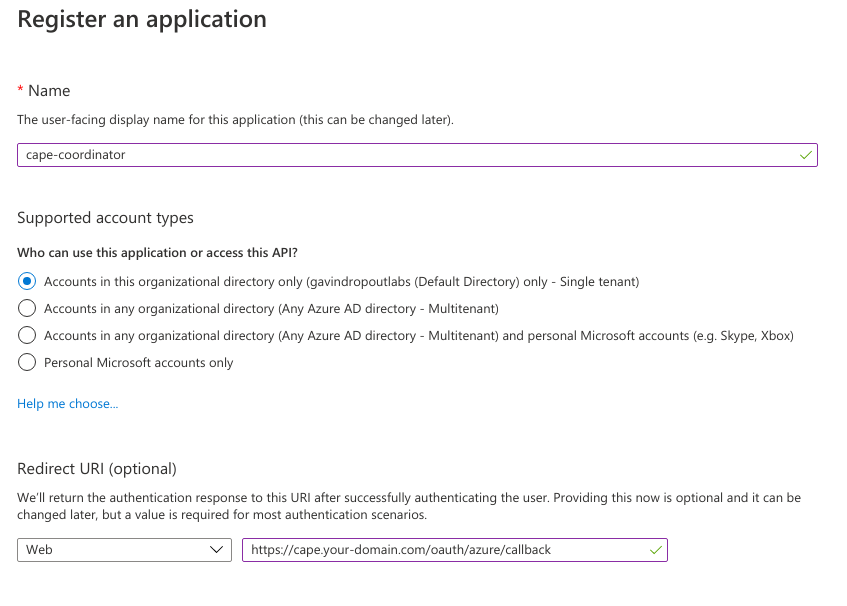 Register an application
* Name
The user-facing display name for this application (this can be changed later).
cape-coordinator
Supported account types
Who can use this application or access this API?
Accounts in this organizational directory only (gavindropoutlabs (Default Directory) only - Single tenant)
Accounts in any organizational directory (Any Azure AD directory - Multitenant)
Accounts in any organizational directory (Any Azure AD directory - Multitenant) and personal Microsoft accounts (e.g. Skype, Xbox)
Personal Microsoft accounts only
Help me choose...
Redirect URI (optional)
We'll return the authentication response to this URI after successfully authenticating the user. Providing this now is optional and it can be
changed later, but a value is required for most authentication scenarios.
Web https://cape.your-domain.com/oauth/azure/callback